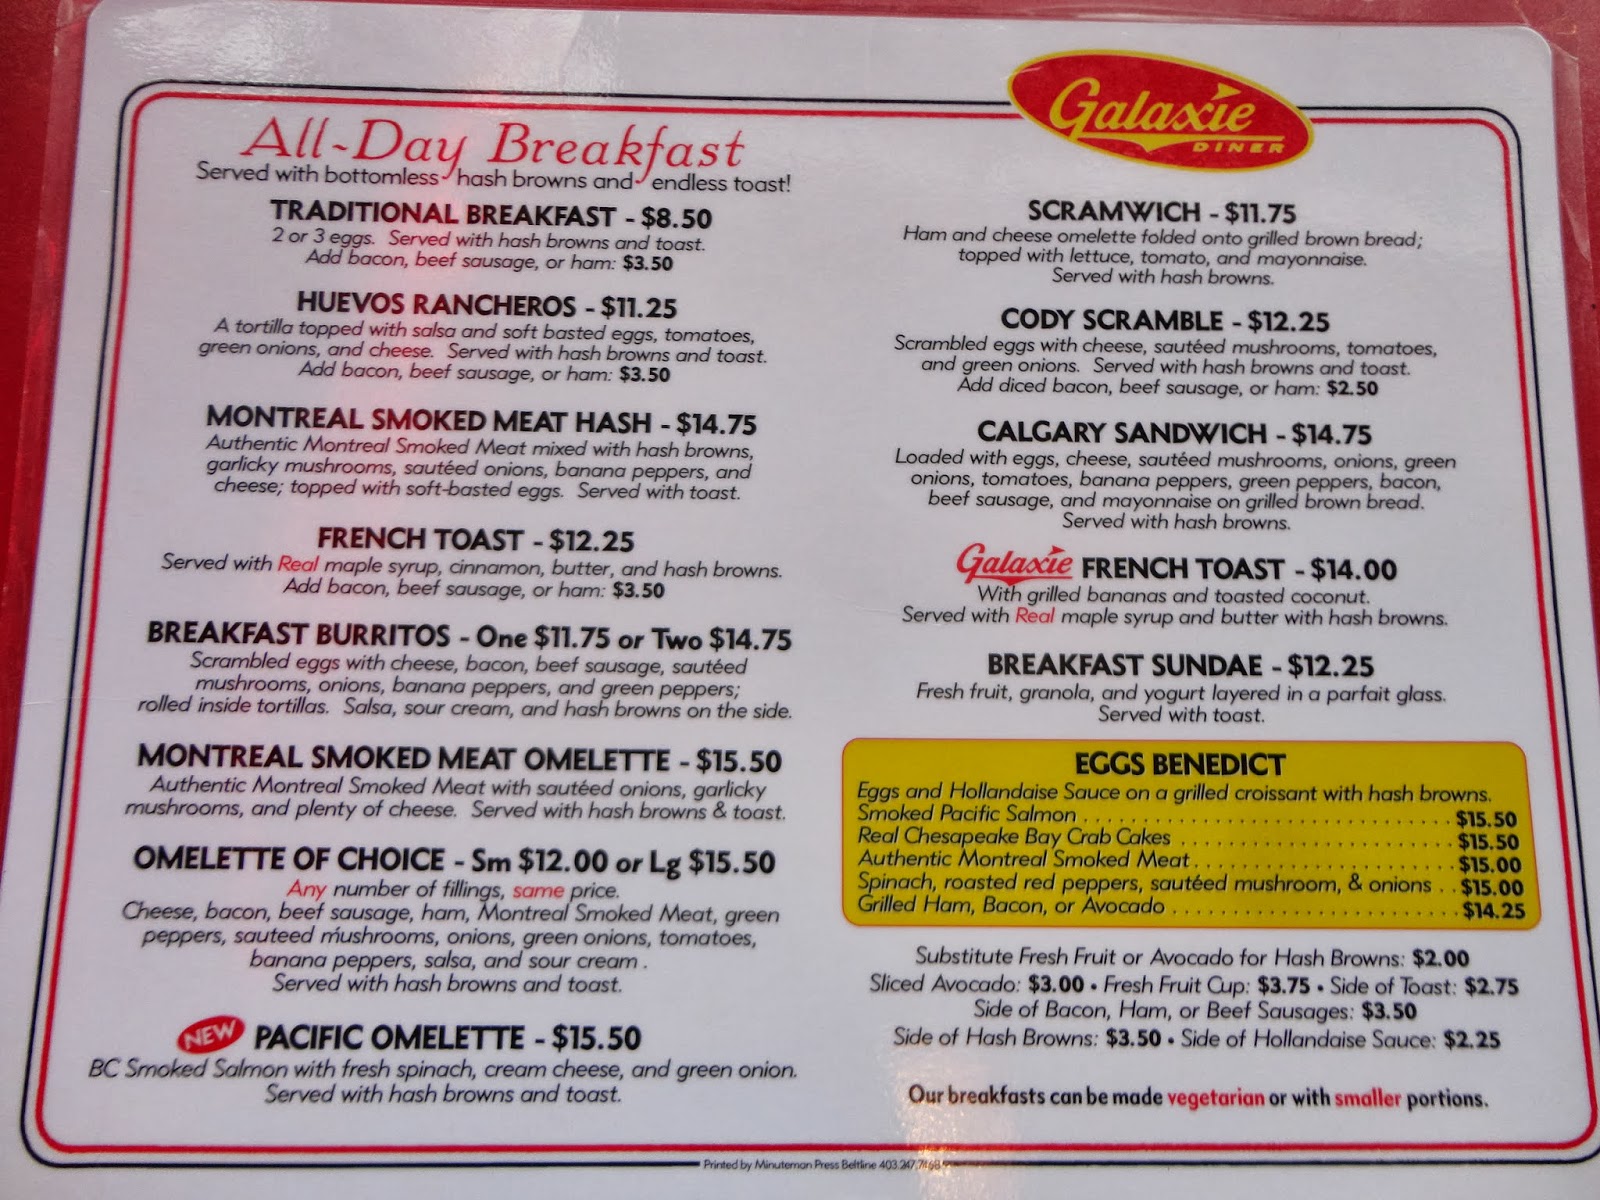 Galaxie
DINER
All-Day Breakfast
Served with bottomless hash browns and endless toast!
TRADITIONAL BREAKFAST - $8.50
2 or 3 eggs. Served with hash browns and toast.
Add bacon, beef sausage, or ham: $3.50
HUEVOS RANCHEROS - $11.25
A tortilla topped with salsa and soft basted eggs, tomatoes,
green onions, and cheese. Served with hash browns and toast.
Add bacon, beef sausage, or ham: $3.50
MONTREAL SMOKED MEAT HASH - $14.75
Authentic Montreal Smoked Meat mixed with hash browns,
garlicky mushrooms, sautéed onions, banana peppers, and
cheese; topped with soft-basted eggs. Served with toast.
FRENCH TOAST - $12.25
Served with Real maple syrup, cinnamon, butter, and hash browns.
Add bacon, beef sausage, or ham: $3.50
BREAKFAST BURRITOS - One $11.75 or Two $14.75
Scrambled eggs with cheese, bacon, beef sausage, sautéed
mushrooms, onions, banana peppers, and green peppers;
rolled inside tortillas. Salsa, sour cream, and hash browns on the side.
MONTREAL SMOKED MEAT OMELETTE - $15.50
Authentic Montreal Smoked Meat with sautéed onions, garlicky
mushrooms, and plenty of cheese. Served with hash browns & toast.
OMELETTE OF CHOICE - Sm $12.00 or Lg $15.50
Any number of fillings, same price.
Cheese, bacon, beef sausage, ham, Montreal Smoked Meat, green
peppers, sauteed mushrooms, onions, green onions, tomatoes,
banana peppers, salsa, and sour cream .
Served with hash browns and toast.
NEW PACIFIC OMELETTE - $15.50
BC Smoked Salmon with fresh spinach, cream cheese, and green onion.
Served with hash browns and toast.
SCRAMWICH - $11.75
Ham and cheese omelette folded onto grilled brown bread;
topped with lettuce, tomato, and mayonnaise.
Served with hash browns.
CODY SCRAMBLE - $12.25
Scrambled eggs with cheese, sautéed mushrooms, tomatoes,
and green onions. Served with hash browns and toast.
Add diced bacon, beef sausage, or ham: $2.50
CALGARY SANDWICH - $14.75
Loaded with eggs, cheese, sautéed mushrooms, onions, green
onions, tomatoes, banana peppers, green peppers, bacon,
beef sausage, and mayonnaise on grilled brown bread.
Served with hash browns.
Galaxie FRENCH TOAST - $14.00
With grilled bananas and toasted coconut.
Served with Real maple syrup and butter with hash browns.
BREAKFAST SUNDAE - $12.25
Fresh fruit, granola, and yogurt layered in a parfait glass.
Served with toast.
EGGS BENEDICT
Eggs and Hollandaise Sauce on a grilled croissant with hash browns.
Smoked Pacific Salmon . . . . . . . . . . . . . . . . . . . . . . . . . . . . . . $15.50
Real Chesapeake Bay Crab Cakes . . . . . . . . . . . . . . . . . . . . . . $15.50
Authentic Montreal Smoked Meat . . . . . . . . . . . . . . . . . . . . . $15.00
Spinach, roasted red peppers, sautéed mushroom, & onions . . $15.00
Grilled Ham, Bacon, or Avocado . . . . . . . . . . . . . . . . . . . . . . . $14.25
Substitute Fresh Fruit or Avocado for Hash Browns: $2.00
Sliced Avocado: $3.00 • Fresh Fruit Cup: $3.75 • Side of Toast: $2.75
Side of Bacon, Ham, or Beef Sausages: $3.50
Side of Hash Browns: $3.50 • Side of Hollandaise Sauce: $2.25
Our breakfasts can be made vegetarian or with smaller portions.
Printed by Minuteman Press Beltline 403.247.7468